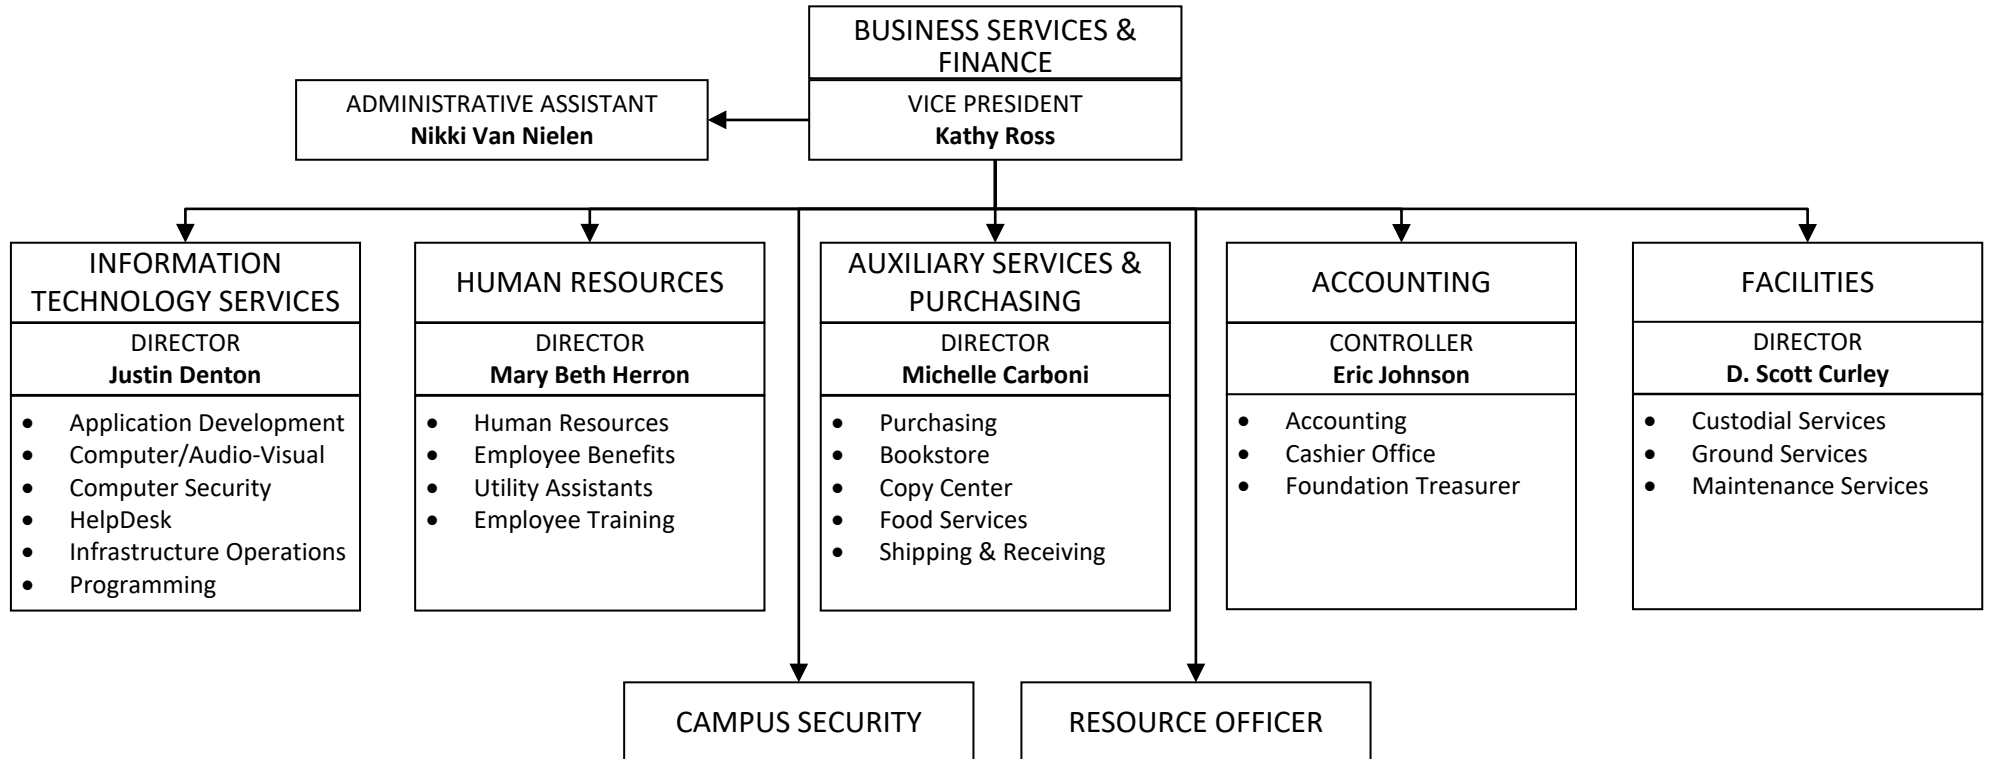 BUSINESS SERVICES &
FINANCE
ADMINISTRATIVE ASSISTANT
Nikki Van Nielen
VICE PRESIDENT
Kathy Ross
INFORMATION
TECHNOLOGY SERVICES
DIRECTOR
Justin Denton
• Application Development
• Computer/Audio-Visual
• Computer Security
• HelpDesk
• Infrastructure Operations
• Programming
HUMAN RESOURCES
DIRECTOR
Mary Beth Herron
• Human Resources
• Employee Benefits
• Utility Assistants
• Employee Training
AUXILIARY SERVICES &
PURCHASING
DIRECTOR
Michelle Carboni
• Purchasing
• Bookstore
• Copy Center
• Food Services
• Shipping & Receiving
ACCOUNTING
CONTROLLER
Eric Johnson
• Accounting
• Cashier Office
• Foundation Treasurer
FACILITIES
DIRECTOR
D. Scott Curley
• Custodial Services
• Ground Services
• Maintenance Services
CAMPUS SECURITY
RESOURCE OFFICER